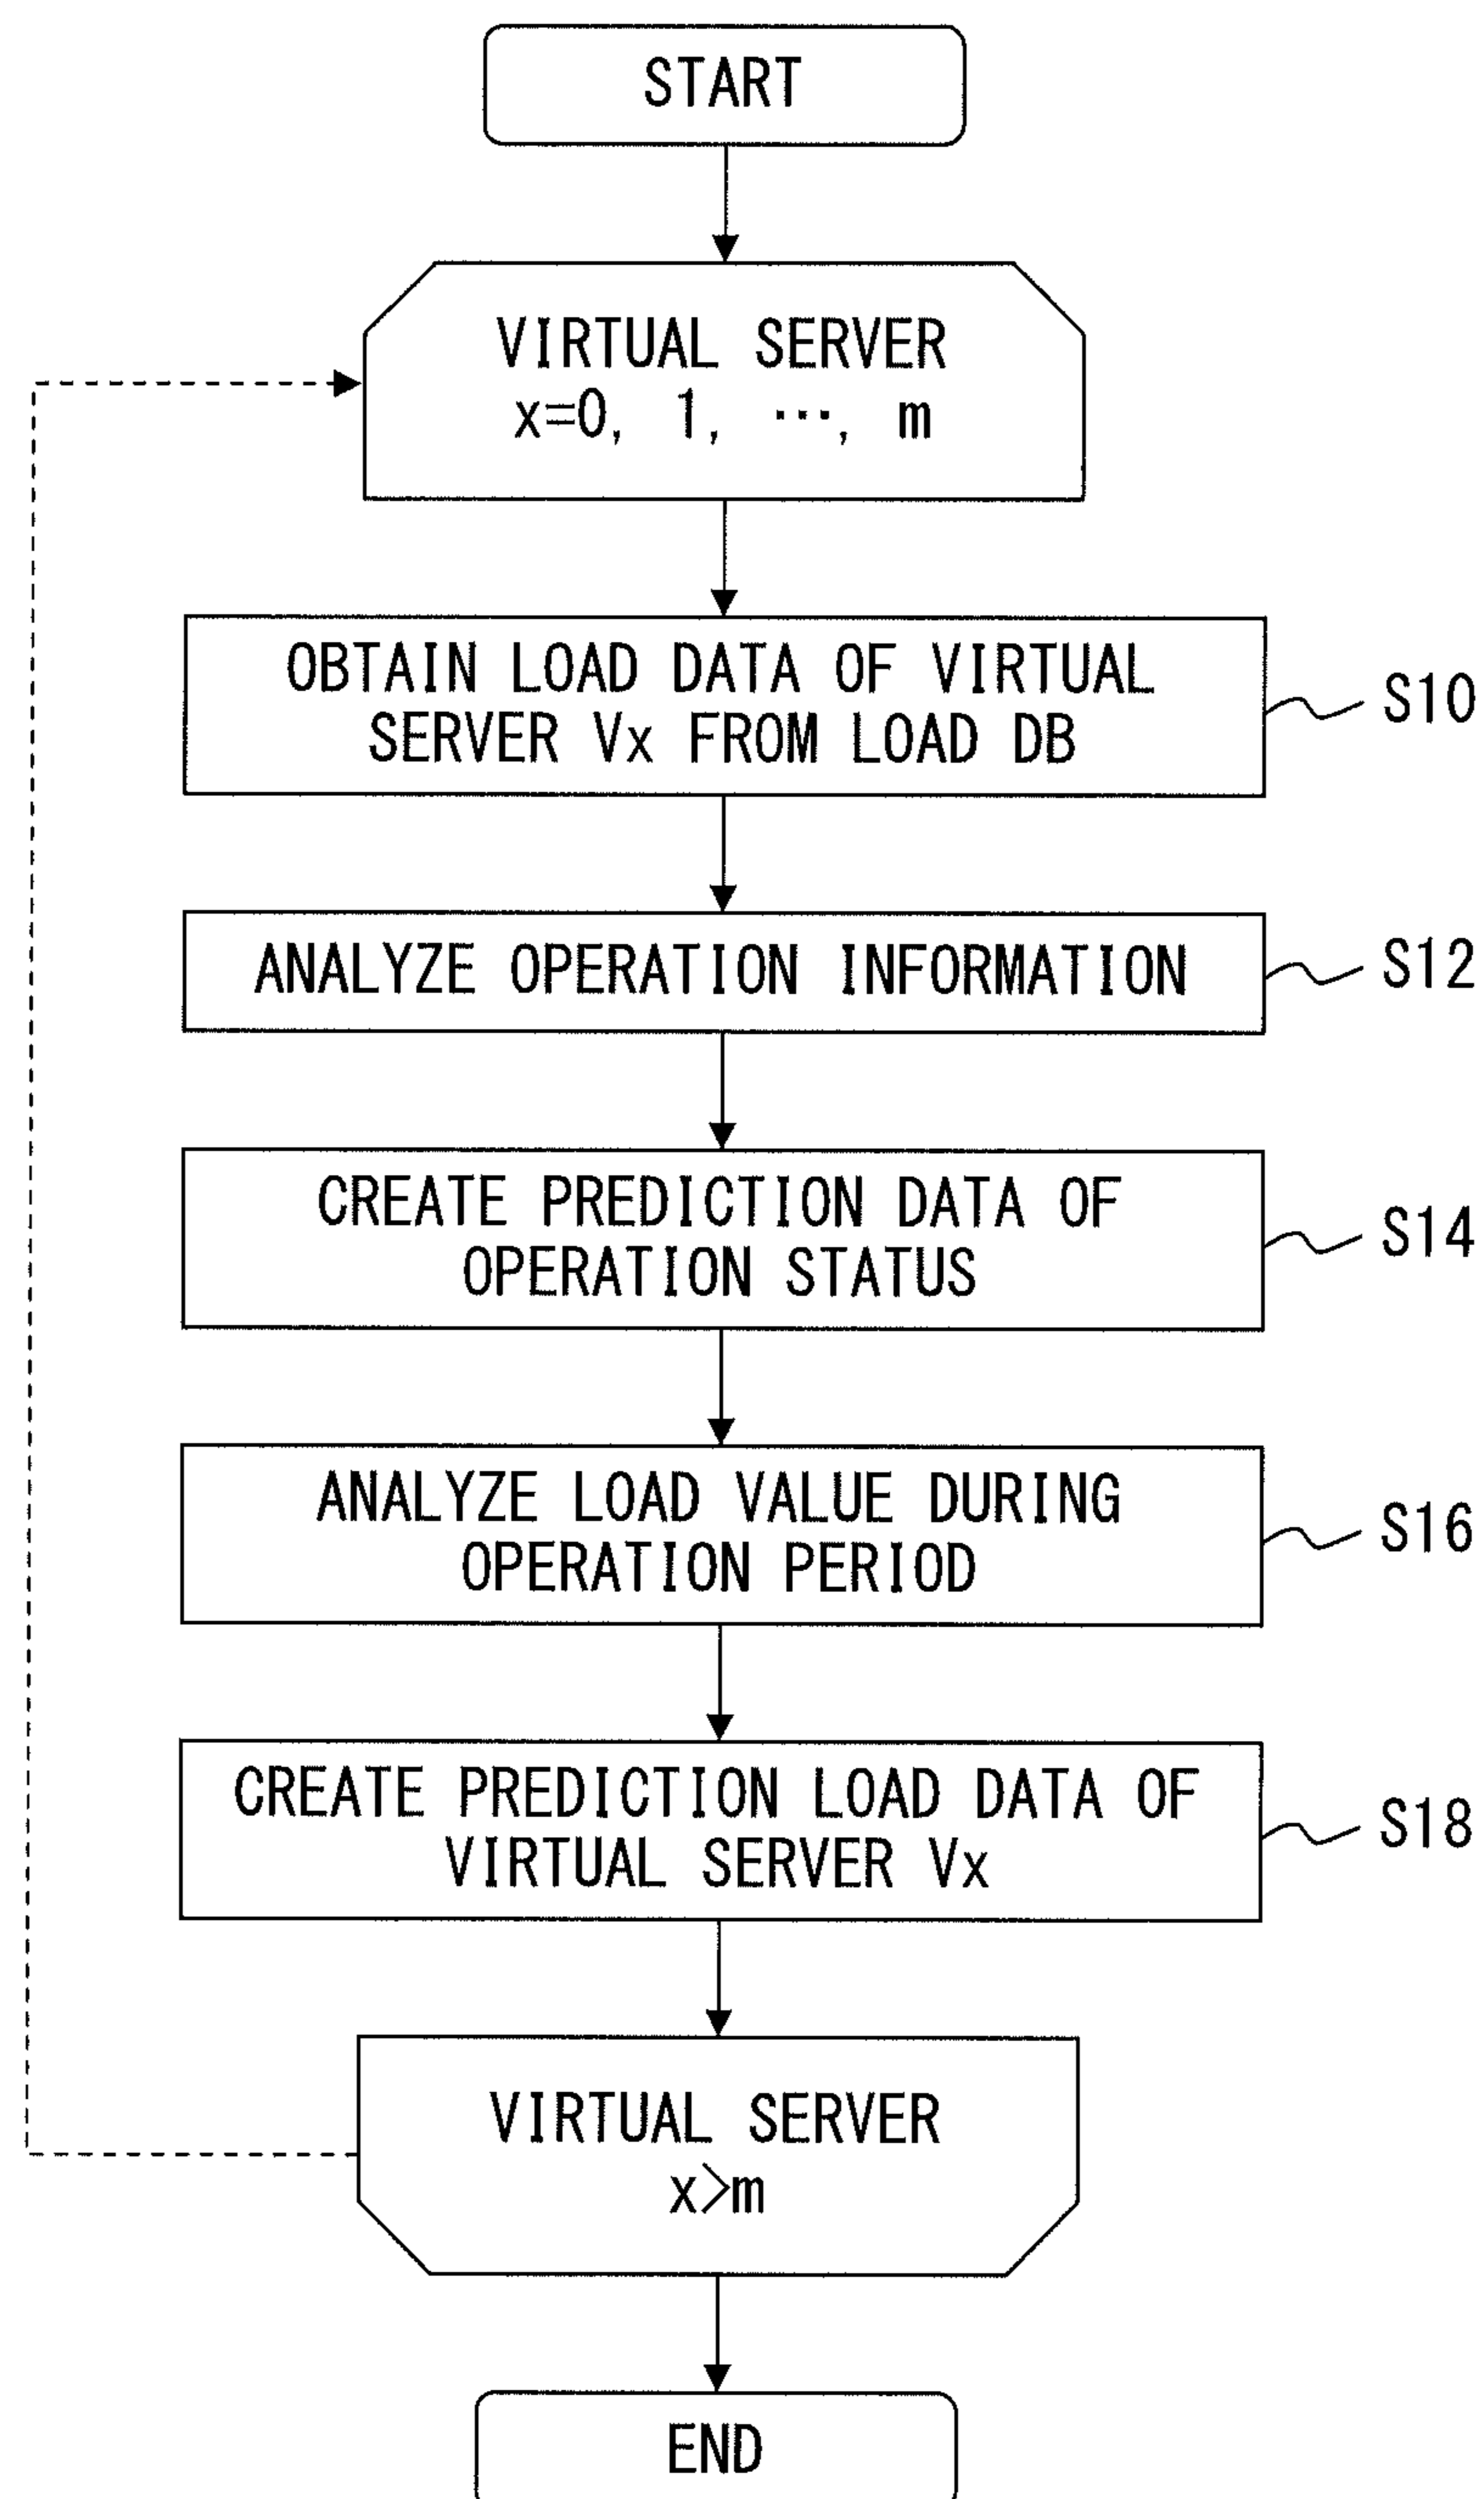 START
VIRTUAL SERVER
x=0, 1, ···, m
OBTAIN LOAD DATA OF VIRTUAL
SERVER Vx FROM LOAD DB
S10
ANALYZE OPERATION INFORMATION
S12
CREATE PREDICTION DATA OF
OPERATION STATUS
S14
ANALYZE LOAD VALUE DURING
OPERATION PERIOD
S16
CREATE PREDICTION LOAD DATA OF
VIRTUAL SERVER Vx
S18
VIRTUAL SERVER
x>m
END